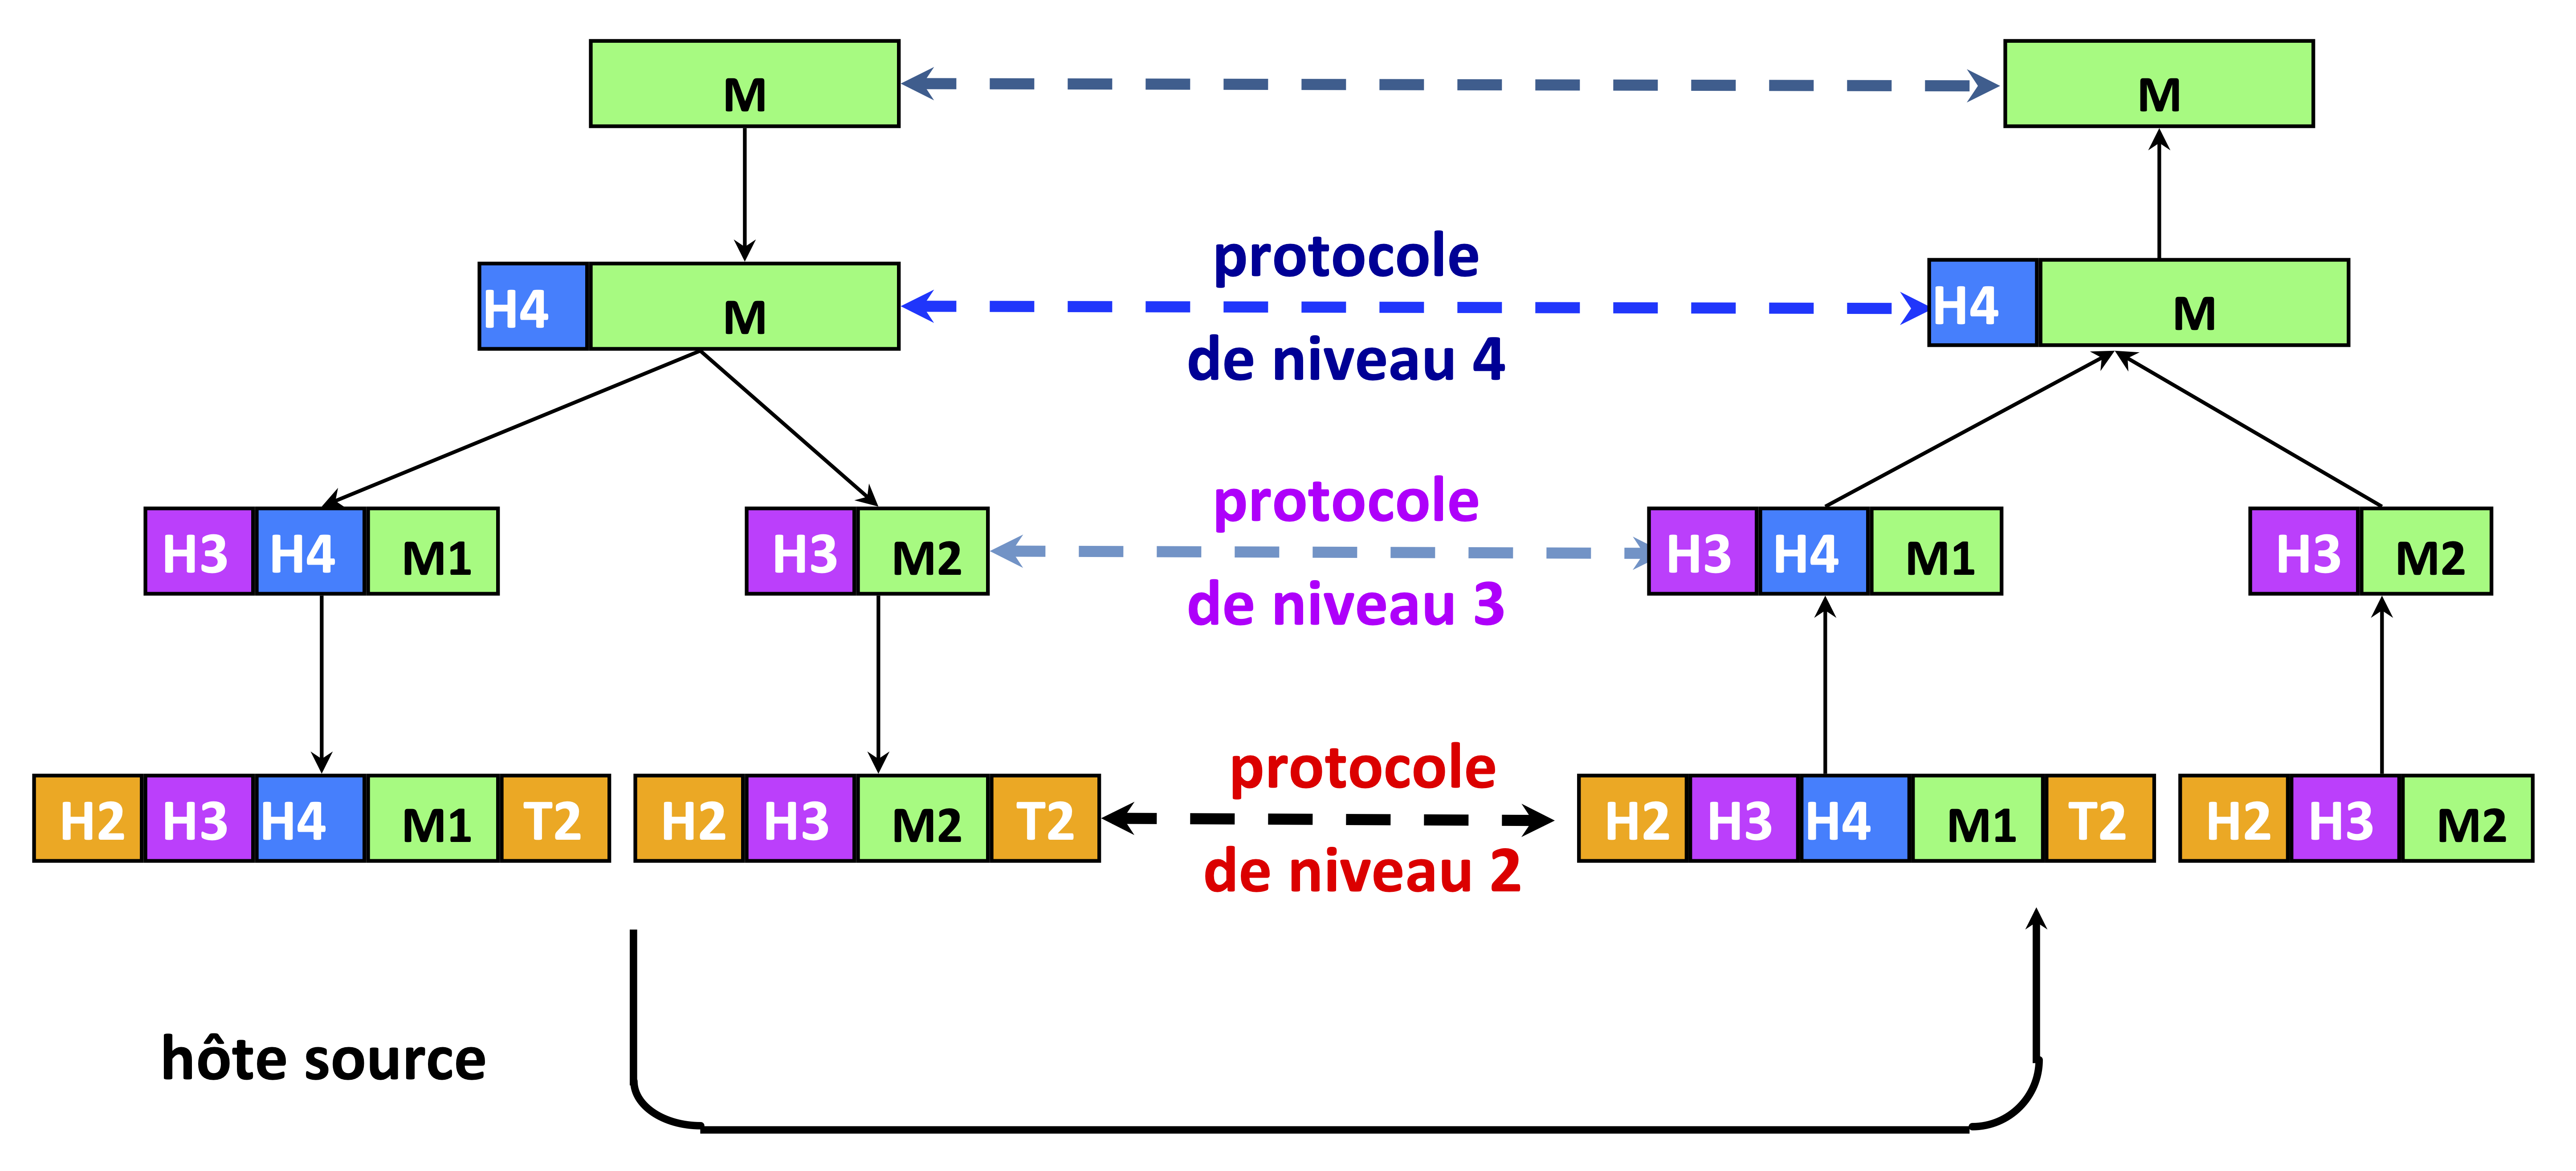 M M
protocole
H4 M H4 M
de niveau 4
protocole
H3 H4 M1 H3 M2 H3 H4 M1 H3 M2
de niveau 3
protocole
H2 H3 H4 M1 T2 H2 H3 M2 T2 H2 H3 H4 M1 T2 H2 H3 M2
de niveau 2
hôte source